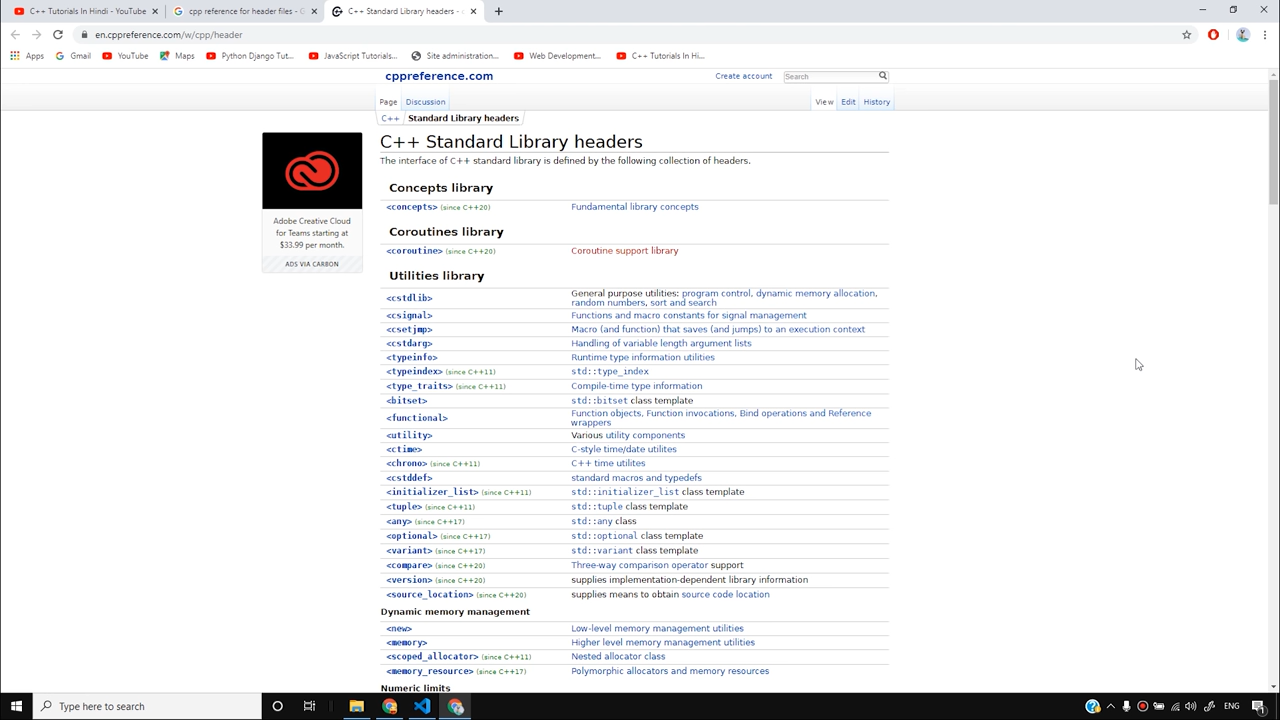 C++ Tutorials In Hindi - YouTube
cpp reference for header files - G
C++ Standard Library headers - c
en.cppreference.com/w/cpp/header
Apps
Gmail
YouTube
Maps
Python Django Tut...
JavaScript Tutorials...
Site administration...
Web Development...
C++ Tutorials In Hi...
cppreference.com
Create account
Search
Page
Discussion
View
Edit
History
C++
Standard Library headers
C++ Standard Library headers
The interface of C++ standard library is defined by the following collection of headers.
Adobe Creative Cloud
for Teams starting at
$33.99 per month.
ADS VIA CARBON
Concepts library
<concepts> (since C++20) Fundamental library concepts
Coroutines library
<coroutine> (since C++20) Coroutine support library
Utilities library
<cstdlib> General purpose utilities: program control, dynamic memory allocation,
random numbers, sort and search
<csignal> Functions and macro constants for signal management
<csetjmp> Macro (and function) that saves (and jumps) to an execution context
<cstdarg> Handling of variable length argument lists
<typeinfo> Runtime type information utilities
<typeindex> (since C++11) std::type_index
<type_traits> (since C++11) Compile-time type information
<bitset> std::bitset class template
<functional> Function objects, Function invocations, Bind operations and Reference
wrappers
<utility> Various utility components
<ctime> C-style time/date utilites
<chrono> (since C++11) C++ time utilites
<cstddef> standard macros and typedefs
<initializer_list> (since C++11) std::initializer_list class template
<tuple> (since C++11) std::tuple class template
<any> (since C++17) std::any class
<optional> (since C++17) std::optional class template
<variant> (since C++17) std::variant class template
<compare> (since C++20) Three-way comparison operator support
<version> (since C++20) supplies implementation-dependent library information
<source_location> (since C++20) supplies means to obtain source code location
Dynamic memory management
<new> Low-level memory management utilities
<memory> Higher level memory management utilities
<scoped_allocator> (since C++11) Nested allocator class
<memory_resource> (since C++17) Polymorphic allocators and memory resources
Numeric limits
Type here to search
ENG